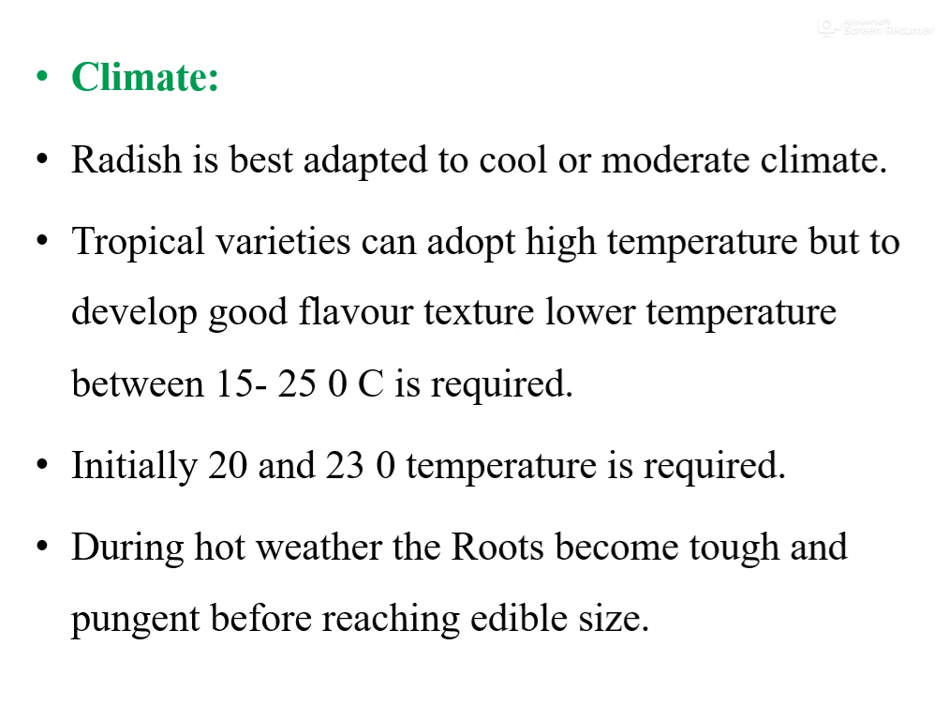 • Climate:
• Radish is best adapted to cool or moderate climate.
• Tropical varieties can adopt high temperature but to
develop good flavour texture lower temperature
between 15- 25 0 C is required.
• Initially 20 and 23 0 temperature is required.
• During hot weather the Roots become tough and
pungent before reaching edible size.
Screen Recorder